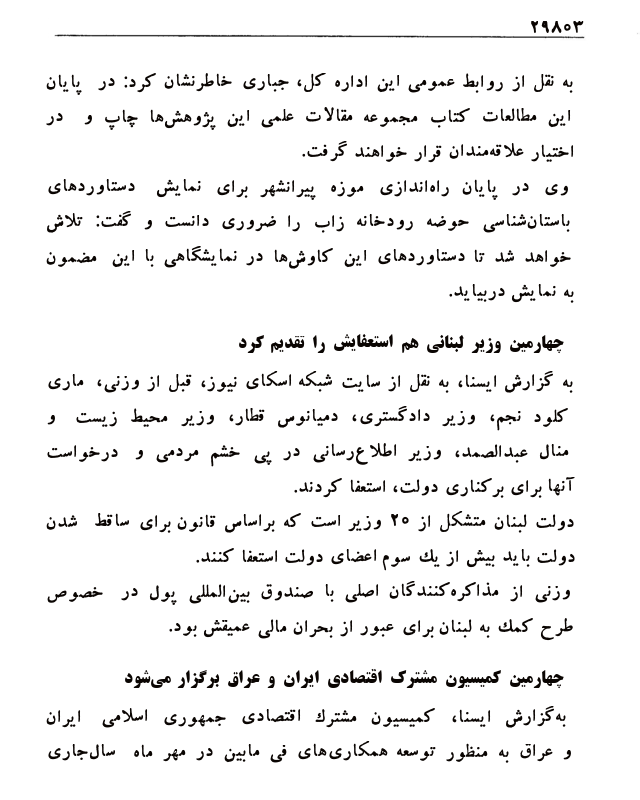 ۲۹۸۰۳
به نقل از روابط عمومی این اداره کل، جباری خاطرنشان کرد: در پایان
این مطالعات کتاب مجموعه مقالات علمی این پژوهش‌ها چاپ و در
اختیار علاقه‌مندان قرار خواهند گرفت.
وی در پایان راه‌اندازی موزه پیرانشهر برای نمایش دستاوردهای
باستان‌شناسی حوضه رودخانه زاب را ضروری دانست و گفت: تلاش
خواهد شد تا دستاوردهای این کاوش‌ها در نمایشگاهی با این مضمون
به نمایش دربیاید.
چهارمین وزیر لبنانی هم استعفایش را تقدیم کرد
به گزارش ایسنا، به نقل از سایت شبکه اسکای نیوز، قبل از وزنی، ماری
کلود نجم، وزیر دادگستری، دمیانوس قطار، وزیر محیط زیست و
منال عبدالصمد، وزیر اطلاع‌رسانی در پی خشم مردمی و درخواست
آنها برای برکناری دولت، استعفا کردند.
دولت لبنان متشکل از ۲۰ وزیر است که براساس قانون برای ساقط شدن
دولت باید بیش از یك سوم اعضای دولت استعفا کنند.
وزنی از مذاکره‌کنندگان اصلی با صندوق بین‌المللی پول در خصوص
طرح کمك به لبنان برای عبور از بحران مالی عمیقش بود.
چهارمین کمیسیون مشترک اقتصادی ایران و عراق برگزار می‌شود
به‌گزارش ایسنا، کمیسیون مشترك اقتصادی جمهوری اسلامی ایران
و عراق به منظور توسعه همکاری‌های فی مابین در مهر ماه سال‌جاری